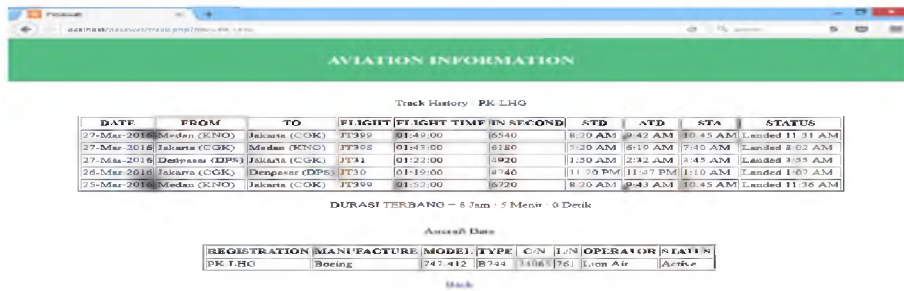 Pesawat
AVIATION INFORMATION
Track History : PK-LHG
DATE FROM TO FLIGHT FLIGHT TIME IN SECOND STD ATD STA STATUS
27-Mar-2016 Medan (KNO) Jakarta (CGK) JT399 01:49:00 6540 8:20 AM 9:42 AM 10:45 AM Landed 11:31 AM
27-Mar-2016 Jakarta (CGK) Medan (KNO) JT398 01:43:00 6180 5:20 AM 6:19 AM 7:40 AM Landed 8:02 AM
27-Mar-2016 Denpasar (DPS) Jakarta (CGK) JT31 01:22:00 4920 1:50 AM 2:32 AM 3:45 AM Landed 3:55 AM
26-Mar-2016 Jakarta (CGK) Denpasar (DPS) JT30 01:19:00 4740 11:20 PM 11:47 PM 1:10 AM Landed 1:07 AM
25-Mar-2016 Medan (KNO) Jakarta (CGK) JT399 01:52:00 6720 8:20 AM 9:43 AM 10:45 AM Landed 11:36 AM
DURASI TERBANG = 8 Jam : 5 Menit : 0 Detik
Aircraft Data
REGISTRATION MANUFACTURE MODEL TYPE C/N L/N OPERATOR STATUS
PK-LHG Boeing 747-412 B744 761 Lion Air Active
Back